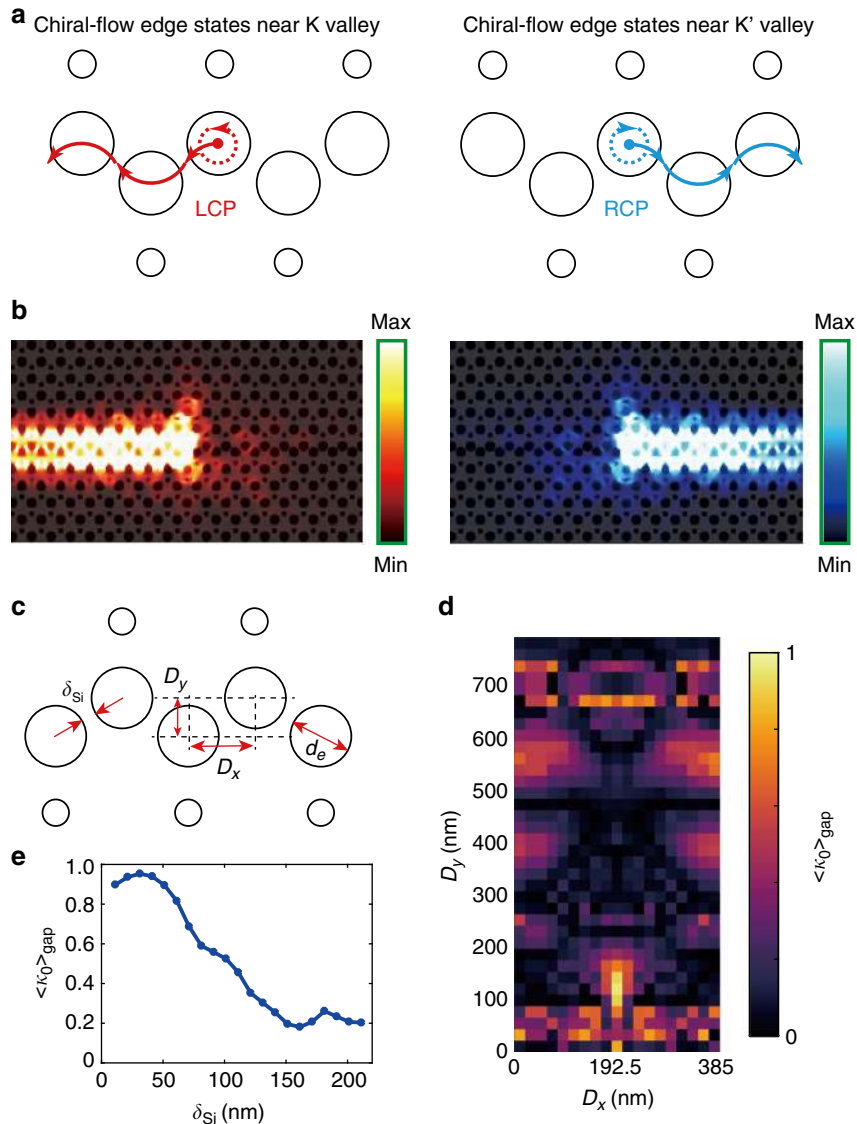 a
Chiral-flow edge states near K valley
Chiral-flow edge states near K′ valley
LCP
RCP
b
Max
Min
Max
Min
c
δSi
Dy
Dx
de
d
Dy (nm)
700
600
500
400
300
200
100
0
0
192.5
385
Dx (nm)
1
0
<κ0>gap
e
<κ0>gap
1.0
0.8
0.6
0.4
0.2
0
0
50
100
150
200
δSi (nm)